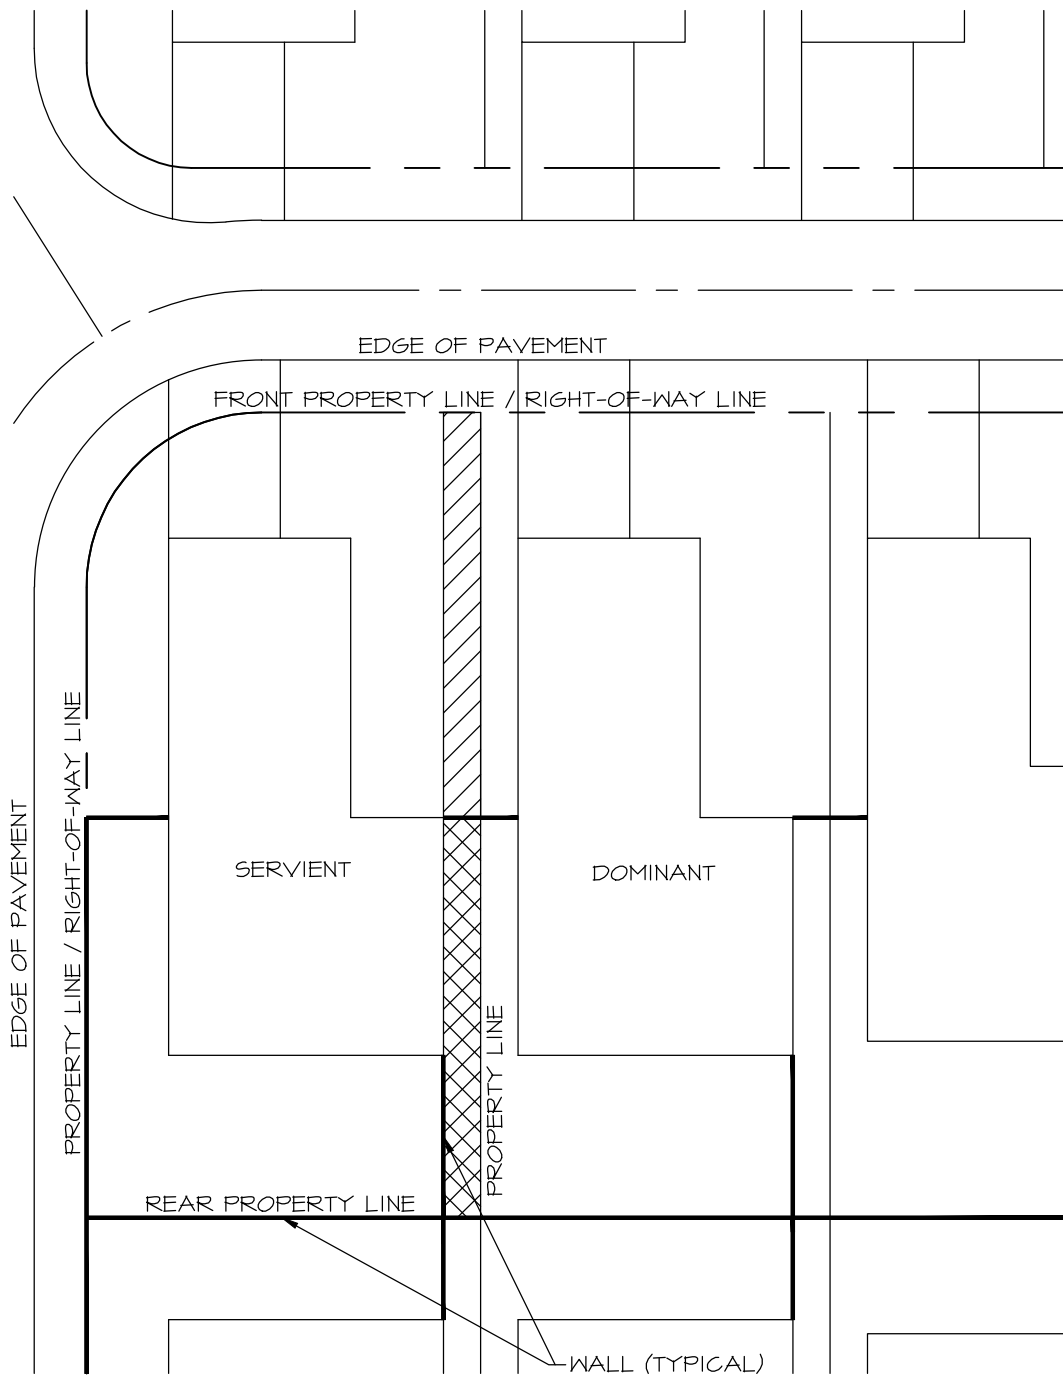 EDGE OF PAVEMENT
FRONT PROPERTY LINE / RIGHT-OF-WAY LINE
PROPERTY LINE / RIGHT-OF-WAY LINE
EDGE OF PAVEMENT
SERVIENT
DOMINANT
PROPERTY LINE
REAR PROPERTY LINE
WALL (TYPICAL)